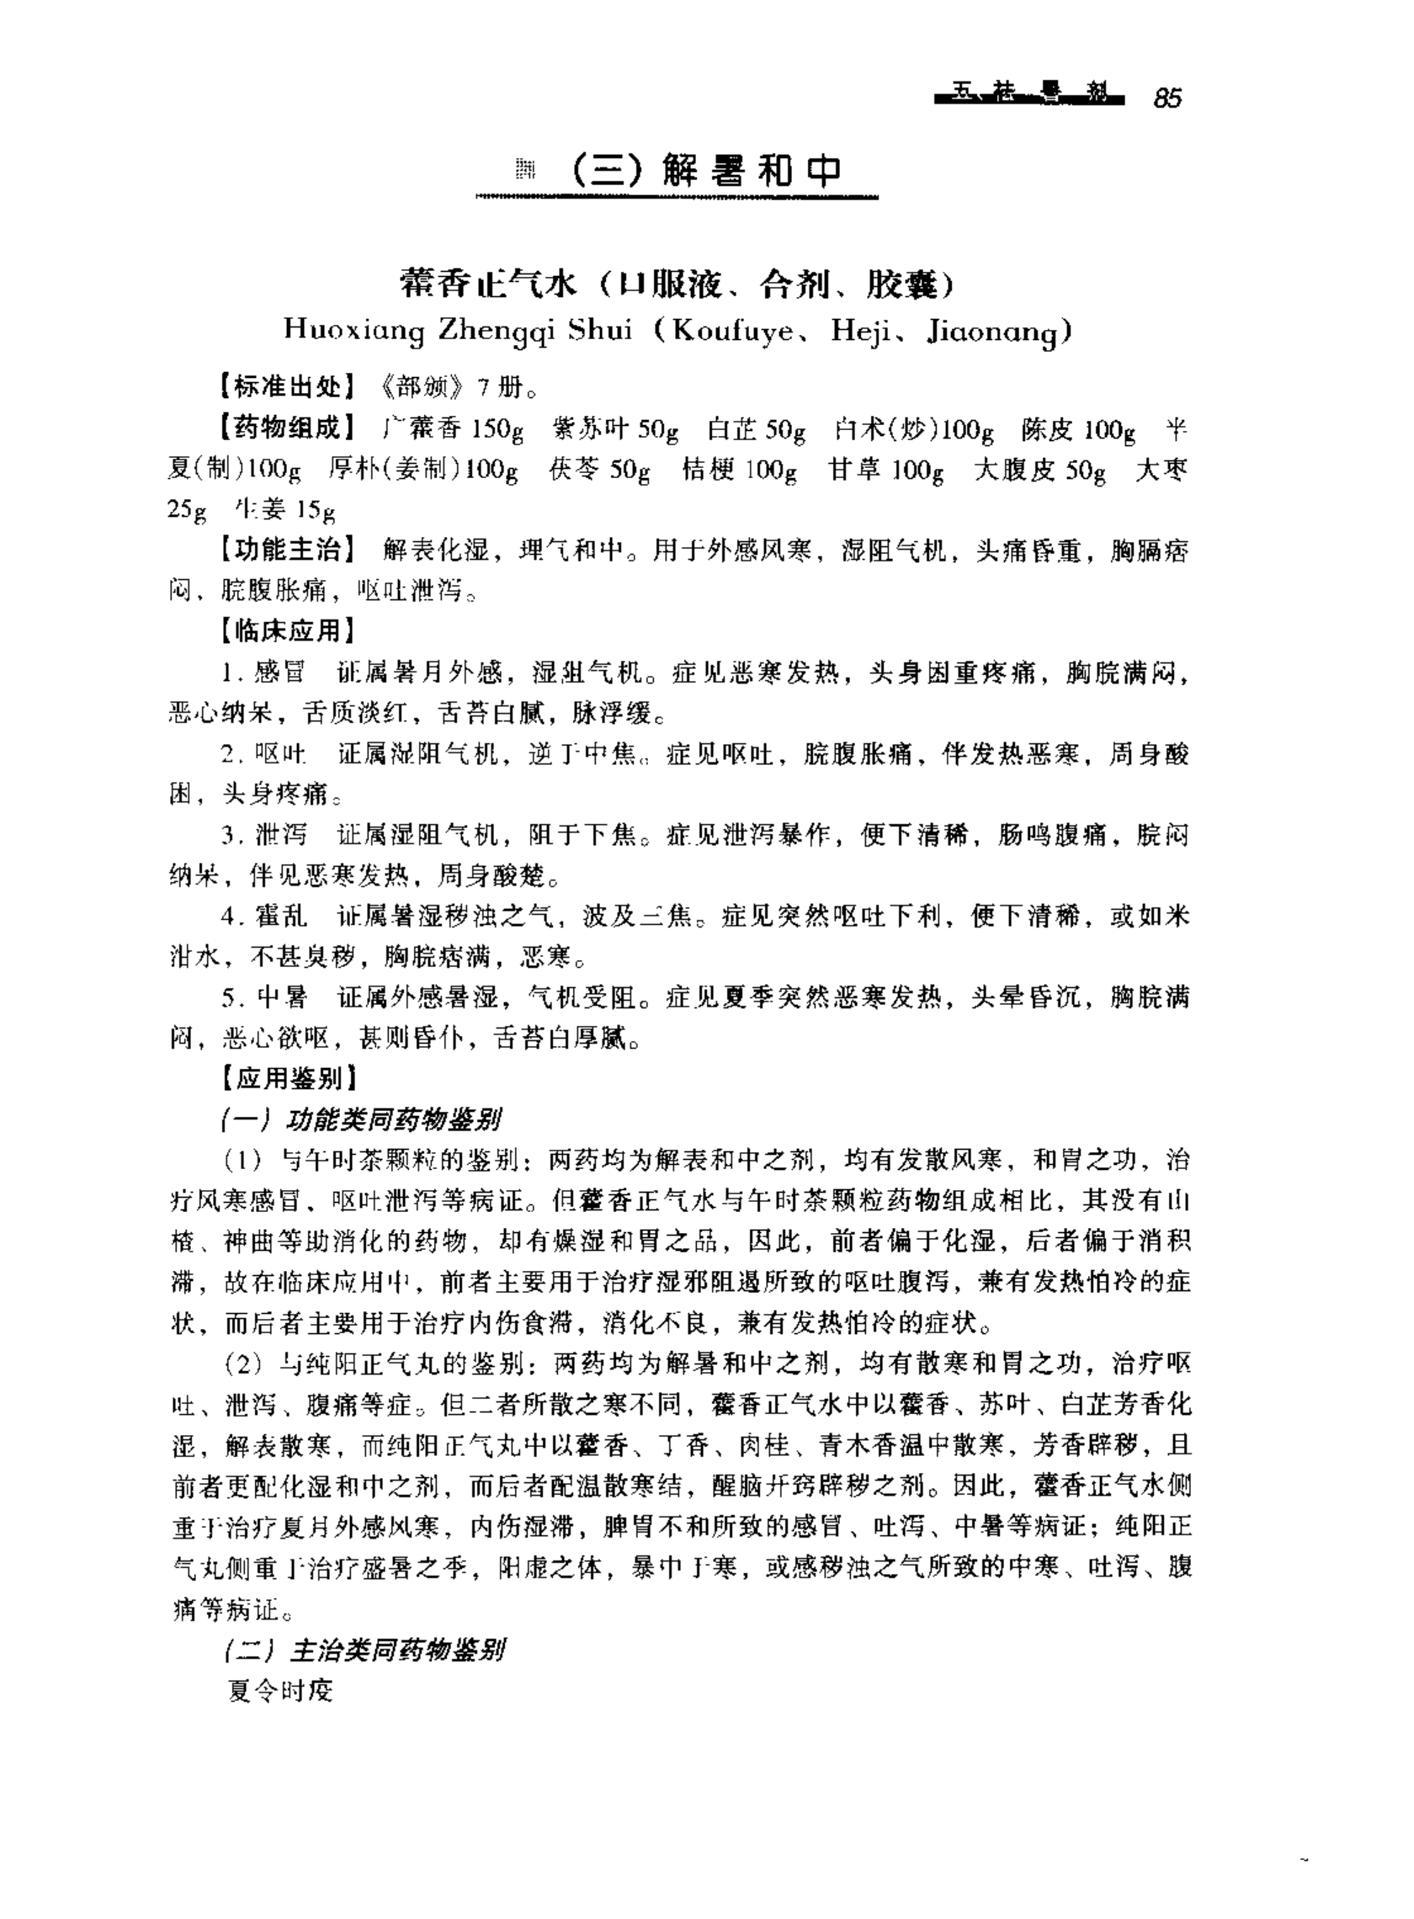 五、祛暑剂 85
（三）解暑和中
藿香正气水（口服液、合剂、胶囊）
Huoxiang Zhengqi Shui（Koufuye、Heji、Jiaonang）
【标准出处】《部颁》7 册。
【药物组成】 广藿香 150g 紫苏叶 50g 白芷 50g 白术(炒)100g 陈皮 100g 半
夏(制)100g 厚朴(姜制)100g 茯苓 50g 桔梗 100g 甘草 100g 大腹皮 50g 大枣
25g 生姜 15g
【功能主治】 解表化湿，理气和中。用于外感风寒，湿阻气机，头痛昏重，胸膈痞
闷，脘腹胀痛，呕吐泄泻。
【临床应用】
1. 感冒 证属暑月外感，湿阻气机。症见恶寒发热，头身困重疼痛，胸脘满闷，
恶心纳呆，舌质淡红，舌苔白腻，脉浮缓。
2. 呕吐 证属湿阻气机，逆于中焦。症见呕吐，脘腹胀痛，伴发热恶寒，周身酸
困，头身疼痛。
3. 泄泻 证属湿阻气机，阻于下焦。症见泄泻暴作，便下清稀，肠鸣腹痛，脘闷
纳呆，伴见恶寒发热，周身酸楚。
4. 霍乱 证属暑湿秽浊之气，波及三焦。症见突然呕吐下利，便下清稀，或如米
泔水，不甚臭秽，胸脘痞满，恶寒。
5. 中暑 证属外感暑湿，气机受阻。症见夏季突然恶寒发热，头晕昏沉，胸脘满
闷，恶心欲呕，甚则昏仆，舌苔白厚腻。
【应用鉴别】
（一）功能类同药物鉴别
（1）与午时茶颗粒的鉴别：两药均为解表和中之剂，均有发散风寒，和胃之功，治
疗风寒感冒、呕吐泄泻等病证。但藿香正气水与午时茶颗粒药物组成相比，其没有山
楂、神曲等助消化的药物，却有燥湿和胃之品，因此，前者偏于化湿，后者偏于消积
滞，故在临床应用中，前者主要用于治疗湿邪阻遏所致的呕吐腹泻，兼有发热怕冷的症
状，而后者主要用于治疗内伤食滞，消化不良，兼有发热怕冷的症状。
（2）与纯阳正气丸的鉴别：两药均为解暑和中之剂，均有散寒和胃之功，治疗呕
吐、泄泻、腹痛等症。但二者所散之寒不同，藿香正气水中以藿香、苏叶、白芷芳香化
湿，解表散寒，而纯阳正气丸中以藿香、丁香、肉桂、青木香温中散寒，芳香辟秽，且
前者更配化湿和中之剂，而后者配温散寒结，醒脑开窍辟秽之剂。因此，藿香正气水侧
重于治疗夏月外感风寒，内伤湿滞，脾胃不和所致的感冒、吐泻、中暑等病证；纯阳正
气丸侧重于治疗盛暑之季，阳虚之体，暴中于寒，或感秽浊之气所致的中寒、吐泻、腹
痛等病证。
（二）主治类同药物鉴别
夏令时疫